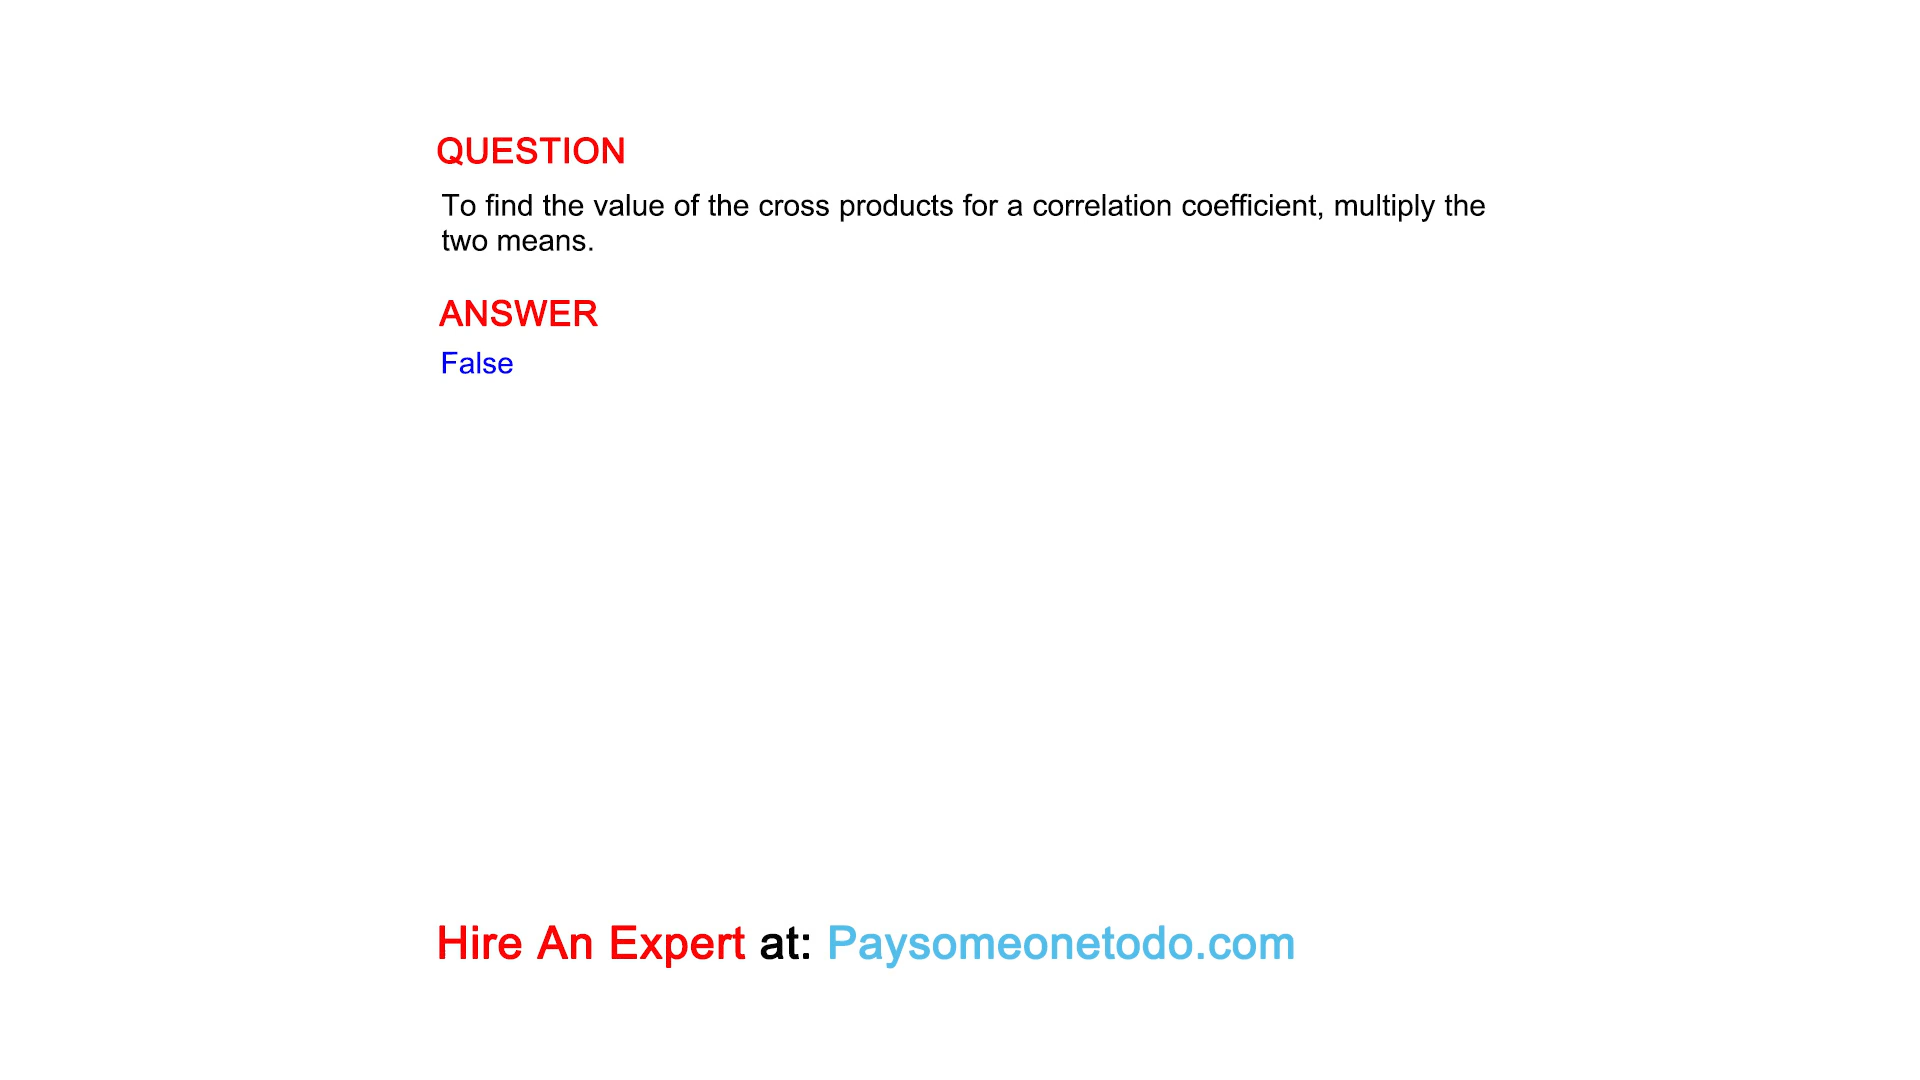 QUESTION
To find the value of the cross products for a correlation coefficient, multiply the
two means.
ANSWER
False
Hire An Expert at: Paysomeonetodo.com